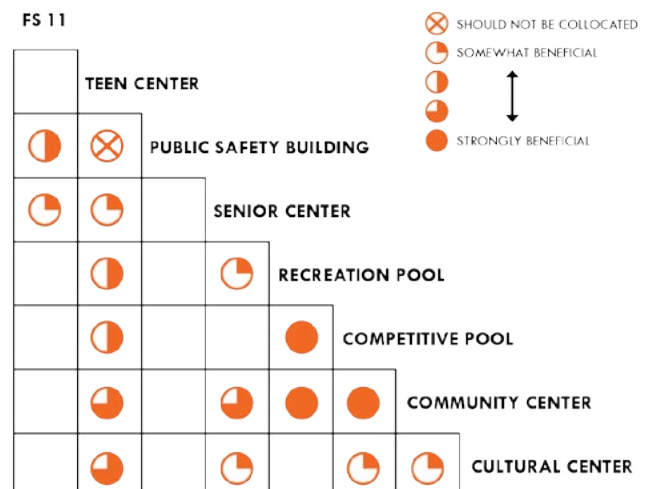 FS 11
SHOULD NOT BE COLLOCATED
SOMEWHAT BENEFICIAL
STRONGLY BENEFICIAL
TEEN CENTER
PUBLIC SAFETY BUILDING
SENIOR CENTER
RECREATION POOL
COMPETITIVE POOL
COMMUNITY CENTER
CULTURAL CENTER